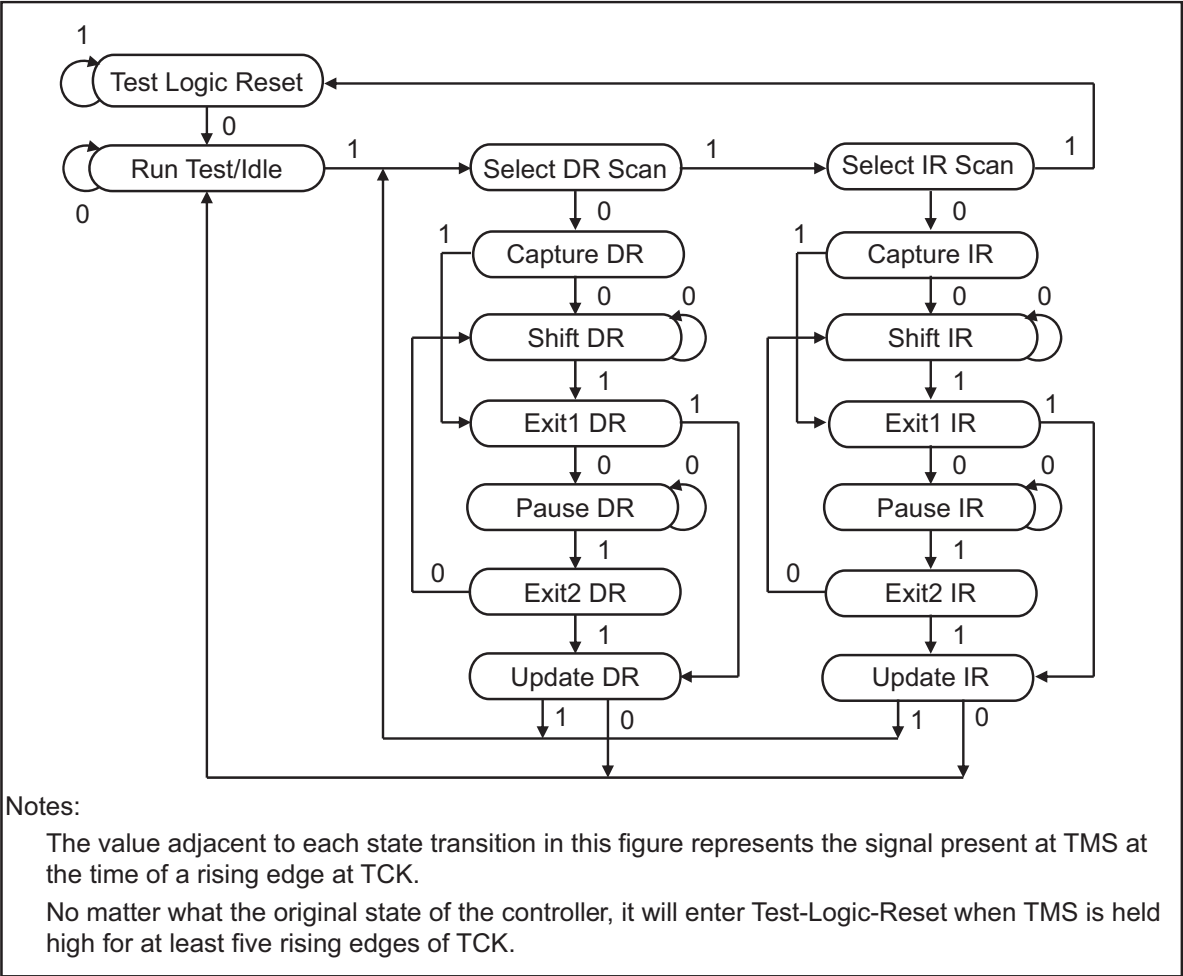 1
Test Logic Reset
0
Run Test/Idle
0
1
Select DR Scan
1
Select IR Scan
1
0
0
1
Capture DR
1
Capture IR
0
0
0
0
Shift DR
Shift IR
1
1
Exit1 DR
1
Exit1 IR
1
0
0
0
0
Pause DR
Pause IR
1
1
0
Exit2 DR
0
Exit2 IR
1
1
Update DR
Update IR
1
0
1
0
Notes:
The value adjacent to each state transition in this figure represents the signal present at TMS at
the time of a rising edge at TCK.
No matter what the original state of the controller, it will enter Test-Logic-Reset when TMS is held
high for at least five rising edges of TCK.